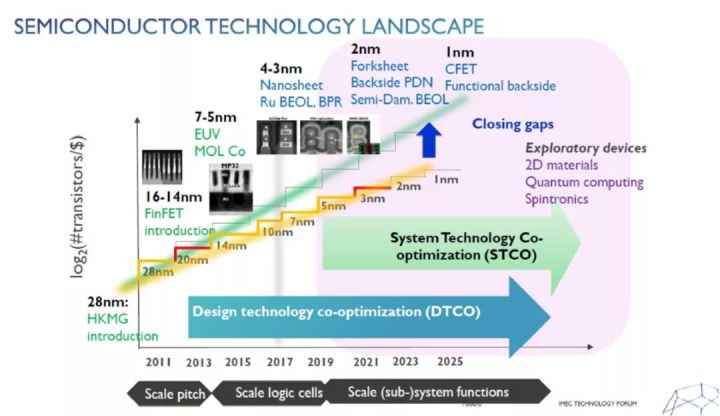 SEMICONDUCTOR TECHNOLOGY LANDSCAPE
2nm
Forksheet
Backside PDN
Semi-Dam. BEOL
1nm
CFET
Functional backside
4-3nm
Nanosheet
Ru BEOL, BPR
7-5nm
EUV
MOL Co
MP32
Closing gaps
Exploratory devices
2D materials
Quantum computing
Spintronics
16-14nm
FinFET
introduction
log2(#transistors/$)
28nm
20nm
14nm
10nm
7nm
5nm
3nm
2nm
1nm
System Technology Co-
optimization (STCO)
28nm:
HKMG
introduction
Design technology co-optimization (DTCO)
2011 2013 2015 2017 2019 2021 2023 2025
Scale pitch
Scale logic cells
Scale (sub-)system functions
IMEC TECHNOLOGY FORUM